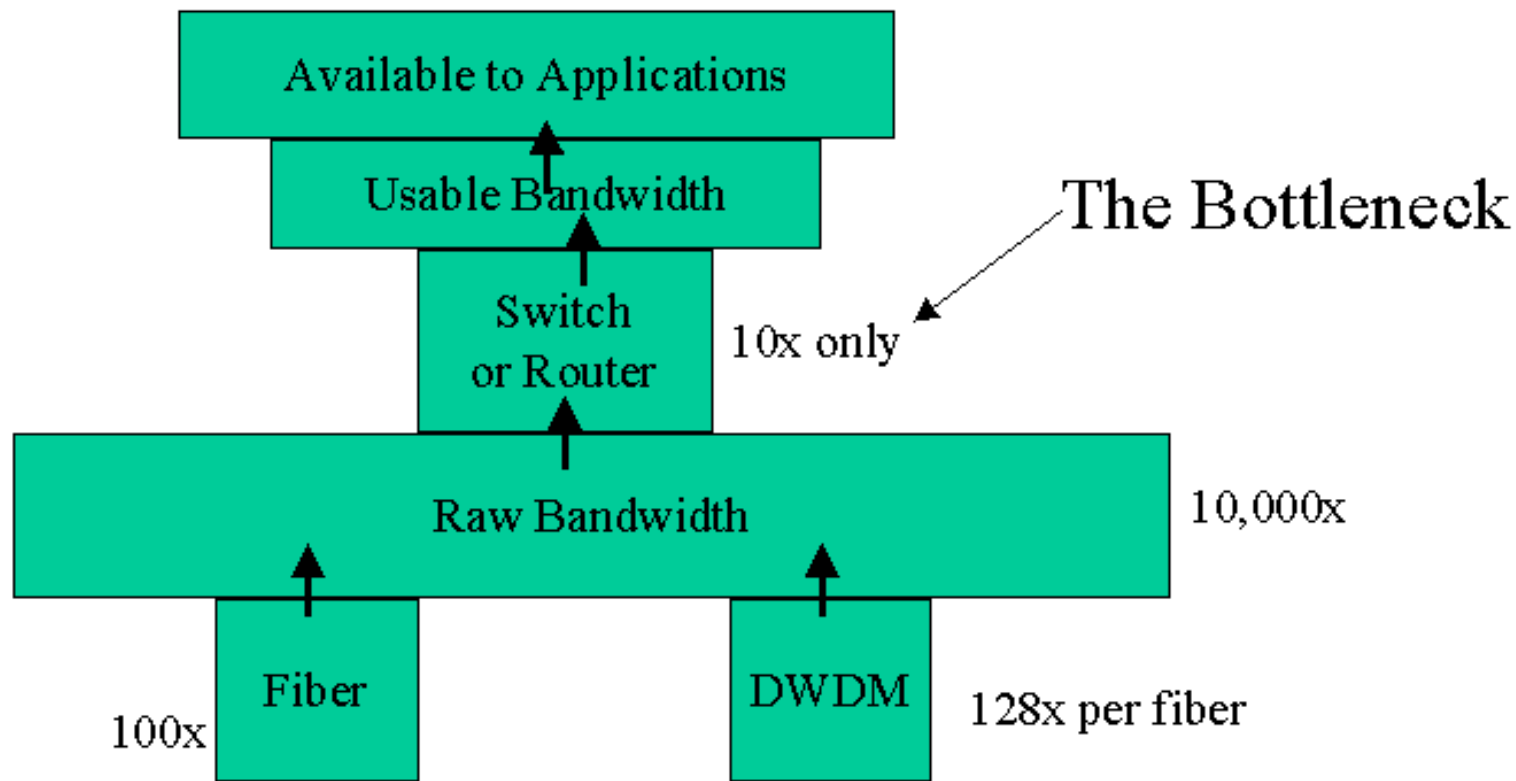 Available to Applications
Usable Bandwidth
The Bottleneck
Switch
or Router
10x only
Raw Bandwidth
10,000x
Fiber
DWDM
100x
128x per fiber